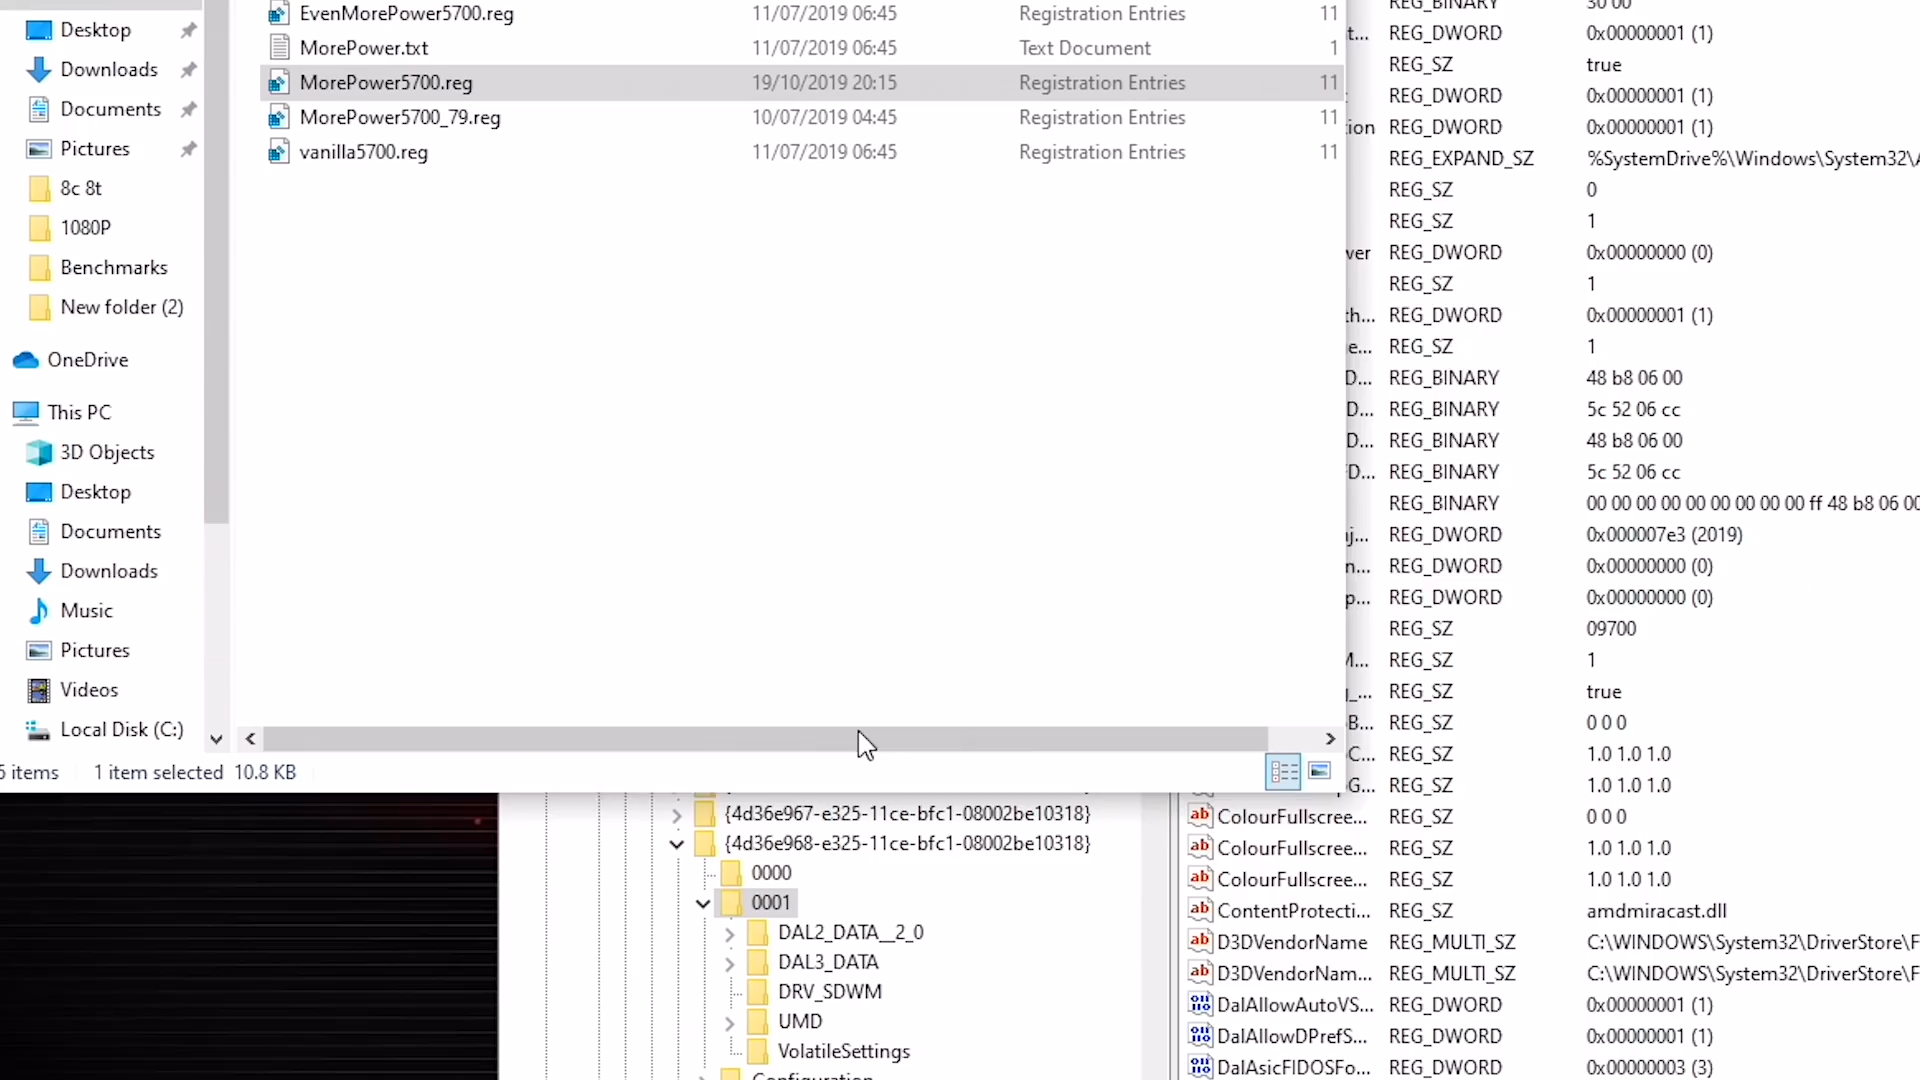 Desktop
Downloads
Documents
Pictures
8c 8t
1080P
Benchmarks
New folder (2)
OneDrive
This PC
3D Objects
Desktop
Documents
Downloads
Music
Pictures
Videos
Local Disk (C:)
EvenMorePower5700.reg 11/07/2019 06:45 Registration Entries 11
MorePower.txt 11/07/2019 06:45 Text Document 1
MorePower5700.reg 19/10/2019 20:15 Registration Entries 11
MorePower5700_79.reg 10/07/2019 04:45 Registration Entries 11
vanilla5700.reg 11/07/2019 06:45 Registration Entries 11
items 1 item selected 10.8 KB
REG_BINARY 30 00
t... REG_DWORD 0x00000001 (1)
REG_SZ true
REG_DWORD 0x00000001 (1)
ion REG_DWORD 0x00000001 (1)
REG_EXPAND_SZ %SystemDrive%\Windows\System32\A
REG_SZ 0
REG_SZ 1
wer REG_DWORD 0x00000000 (0)
REG_SZ 1
th... REG_DWORD 0x00000001 (1)
e... REG_SZ 1
D... REG_BINARY 48 b8 06 00
D... REG_BINARY 5c 52 06 cc
D... REG_BINARY 48 b8 06 00
D... REG_BINARY 5c 52 06 cc
REG_BINARY 00 00 00 00 00 00 00 00 00 ff 48 b8 06 00
j... REG_DWORD 0x000007e3 (2019)
n... REG_DWORD 0x00000000 (0)
p... REG_DWORD 0x00000000 (0)
REG_SZ 09700
M... REG_SZ 1
_... REG_SZ true
B... REG_SZ 0 0 0
C... REG_SZ 1.0 1.0 1.0
G... REG_SZ 1.0 1.0 1.0
ColourFullscree... REG_SZ 0 0 0
ColourFullscree... REG_SZ 1.0 1.0 1.0
ColourFullscree... REG_SZ 1.0 1.0 1.0
ContentProtecti... REG_SZ amdmiracast.dll
D3DVendorName REG_MULTI_SZ C:\WINDOWS\System32\DriverStore\F
D3DVendorNam... REG_MULTI_SZ C:\WINDOWS\System32\DriverStore\F
DalAllowAutoVS... REG_DWORD 0x00000001 (1)
DalAllowDPrefS... REG_DWORD 0x00000001 (1)
DalAsicFIDOSFo... REG_DWORD 0x00000003 (3)
{4d36e967-e325-11ce-bfc1-08002be10318}
{4d36e968-e325-11ce-bfc1-08002be10318}
0000
0001
DAL2_DATA__2_0
DAL3_DATA
DRV_SDWM
UMD
VolatileSettings
Configuration